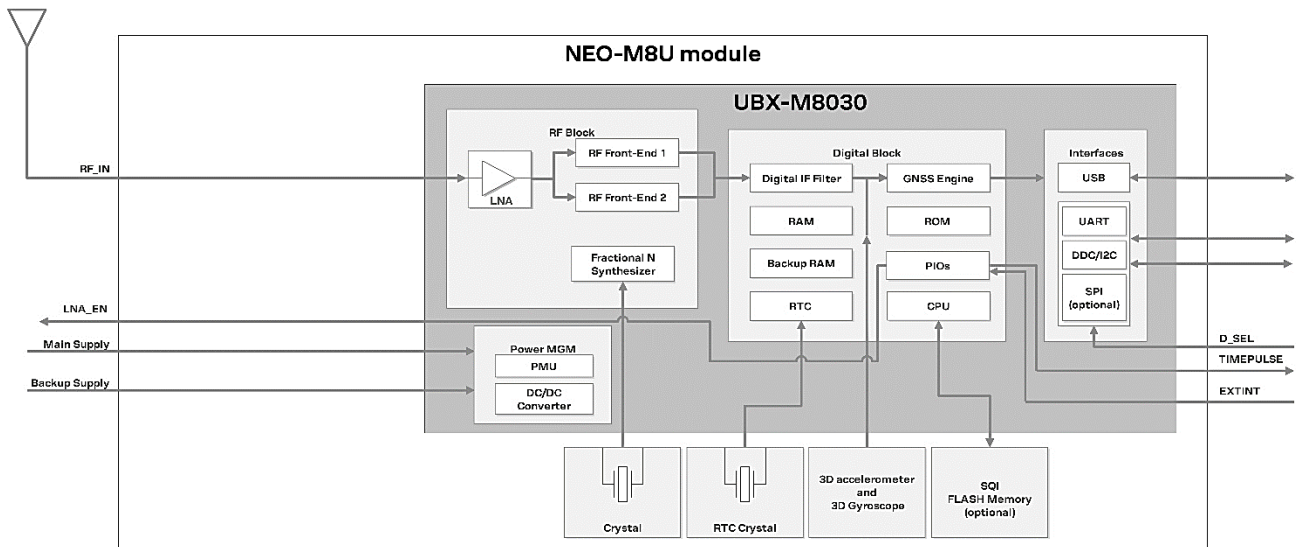 NEO-M8U module
UBX-M8030
RF Block
RF Front-End 1
RF Front-End 2
LNA
Fractional N
Synthesizer
RF_IN
Digital Block
Digital IF Filter
GNSS Engine
RAM
ROM
Backup RAM
PIOs
RTC
CPU
Interfaces
USB
UART
DDC/I2C
SPI
(optional)
LNA_EN
Main Supply
Backup Supply
Power MGM
PMU
DC/DC
Converter
D_SEL
TIMEPULSE
EXTINT
Crystal
RTC Crystal
3D accelerometer
and
3D Gyroscope
SQI
FLASH Memory
(optional)